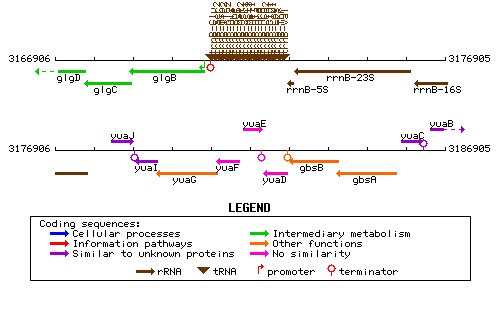 3166905 3176905
glgD glgB rrnB-23S
glgC rrnB-5S rrnB-16S
yuaE yuaB
yuaJ yuaC
3176906 3186905
yuaI yuaF gbsB
yuaG yuaD gbsA
LEGEND
Coding sequences:
Cellular processes Intermediary metabolism
Information pathways Other functions
Similar to unknown proteins No similarity
rRNA tRNA promoter terminator